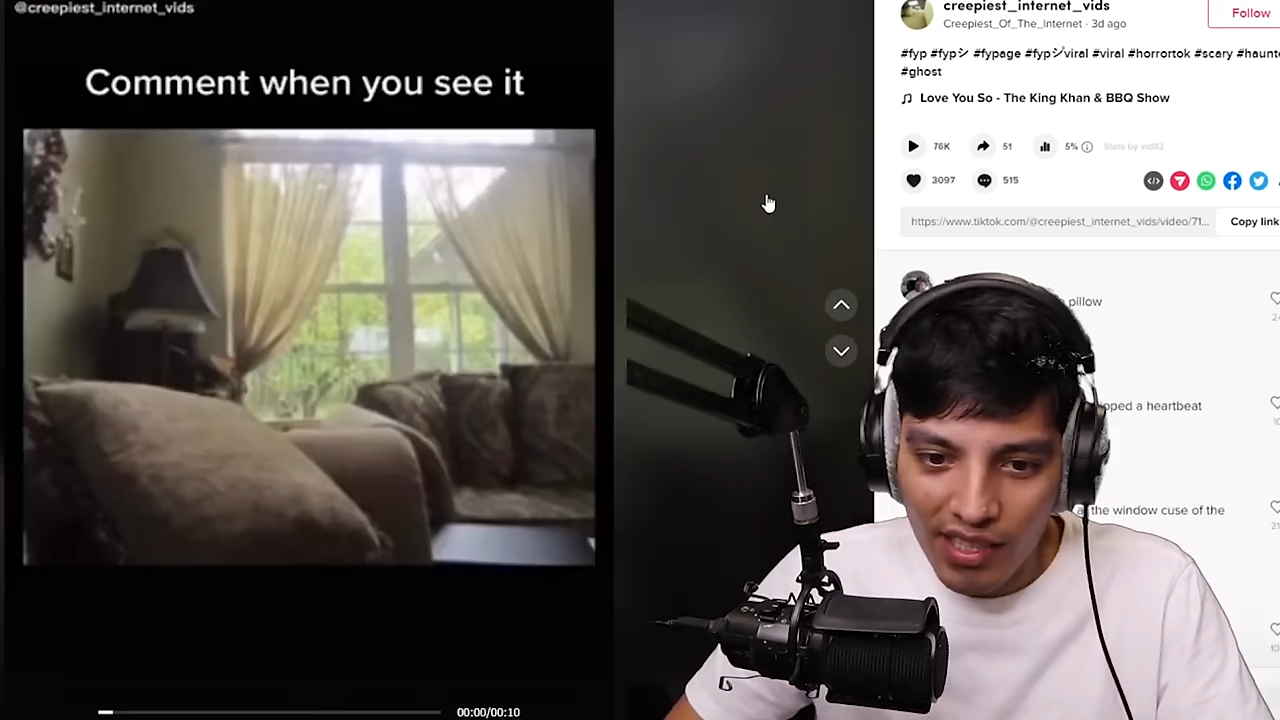 @creepiest_internet_vids
Comment when you see it
00:00/00:10
creepiest_internet_vids
Creepiest_Of_The_Internet · 3d ago
Follow
#fyp #fypシ #fypage #fypシviral #viral #horrortok #scary
#ghost
♫ Love You So - The King Khan & BBQ Show
76K
51
5%
Stats by vidIQ
3097
515
https://www.tiktok.com/@creepiest_internet_vids/video/71...
Copy link
pillow
a heartbeat
the window cuse of the